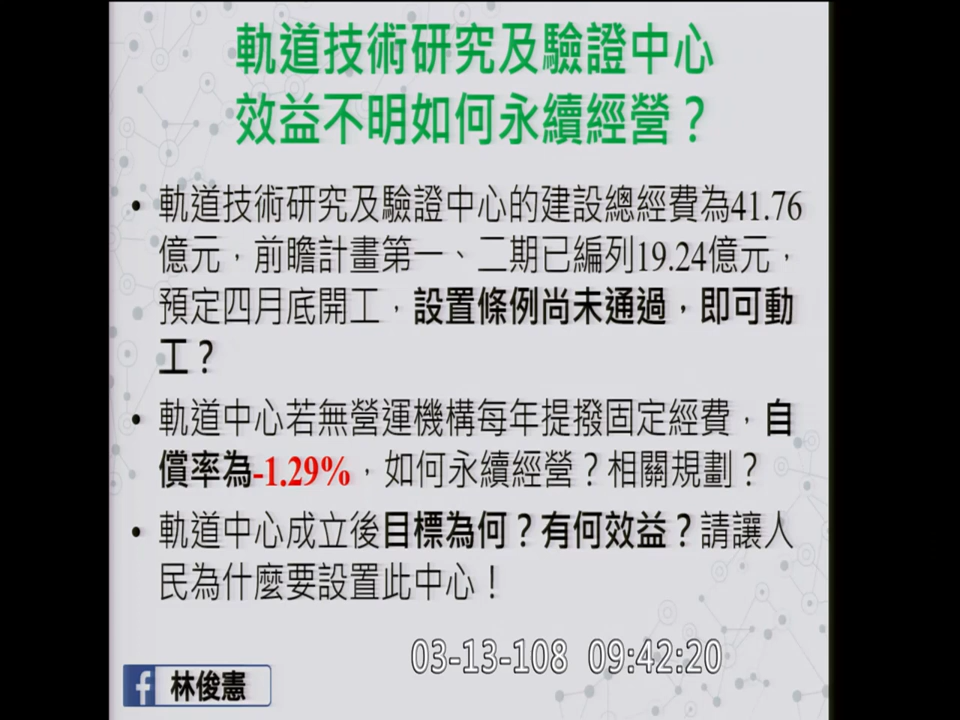 軌道技術研究及驗證中心
效益不明如何永續經營？
• 軌道技術研究及驗證中心的建設總經費為41.76
億元，前瞻計畫第一、二期已編列19.24億元，
預定四月底開工，設置條例尚未通過，即可動
工？
• 軌道中心若無營運機構每年提撥固定經費，自
償率為-1.29%，如何永續經營？相關規劃？
• 軌道中心成立後目標為何？有何效益？請讓人
民為什麼要設置此中心！
03-13-108 09:42:20
f 林俊憲